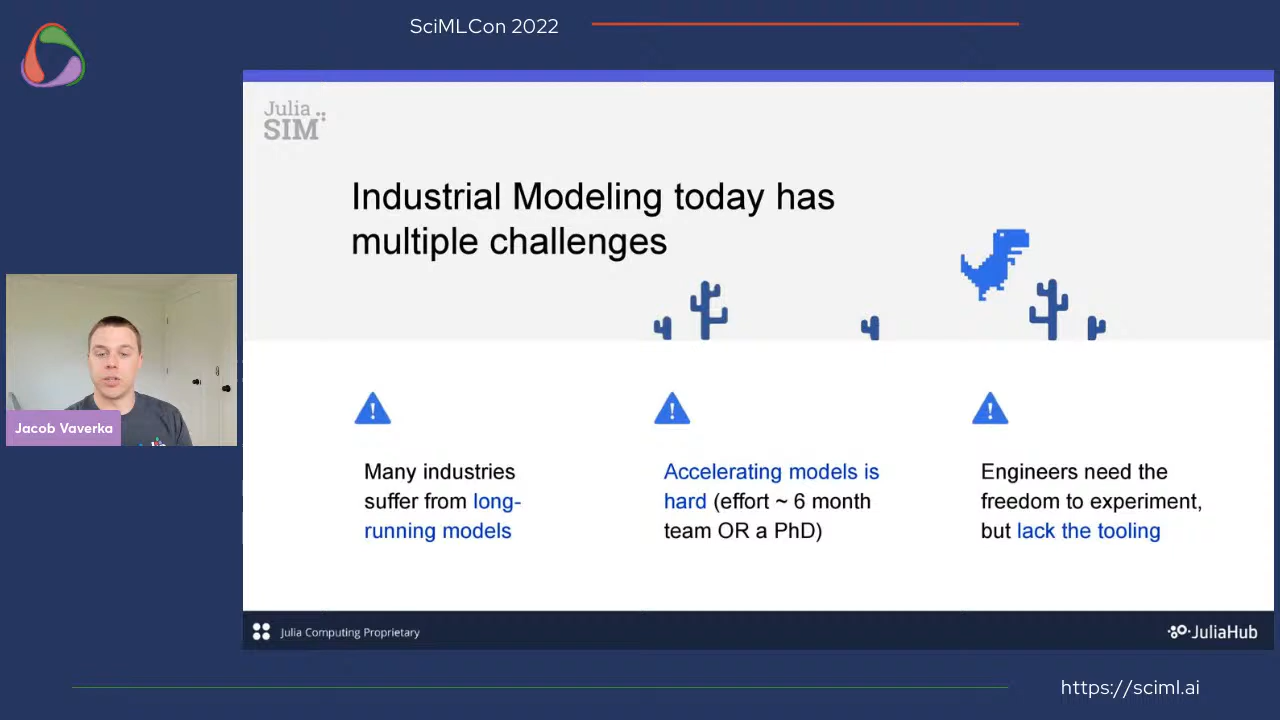 SciMLCon 2022
Julia
SIM
Industrial Modeling today has
multiple challenges
Jacob Vaverka
Many industries
suffer from long-
running models
Accelerating models is
hard (effort ~ 6 month
team OR a PhD)
Engineers need the
freedom to experiment,
but lack the tooling
Julia Computing Proprietary
JuliaHub
https://sciml.ai